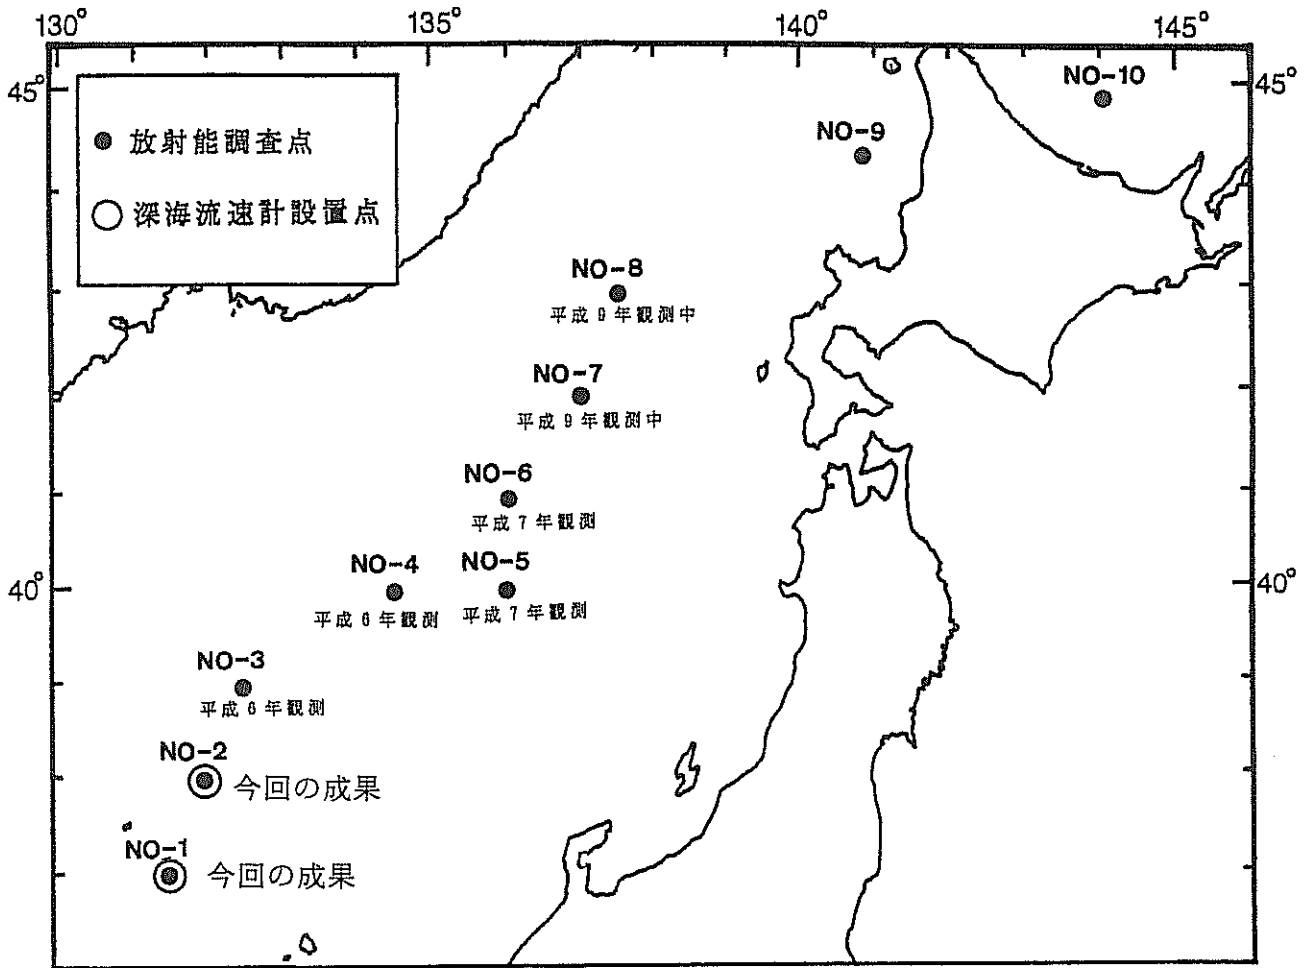 130°
135°
140°
145°
45°
45°
放射能調査点
深海流速計設置点
NO-10
NO-9
NO-8
平成9年観測中
NO-7
平成9年観測中
NO-6
平成7年観測
NO-4
平成6年観測
NO-5
平成7年観測
40°
40°
NO-3
平成6年観測
NO-2
今回の成果
NO-1
今回の成果